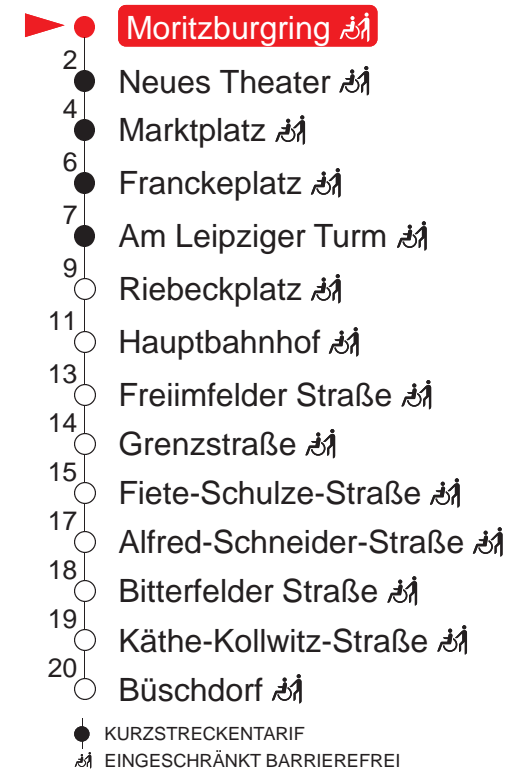 Moritzburgring
2
Neues Theater
4
Marktplatz
6
Franckeplatz
7
Am Leipziger Turm
9
Riebeckplatz
11
Hauptbahnhof
13
Freiimfelder Straße
14
Grenzstraße
15
Fiete-Schulze-Straße
17
Alfred-Schneider-Straße
18
Bitterfelder Straße
19
Käthe-Kollwitz-Straße
20
Büschdorf
KURZSTRECKENTARIF
EINGESCHRÄNKT BARRIEREFREI